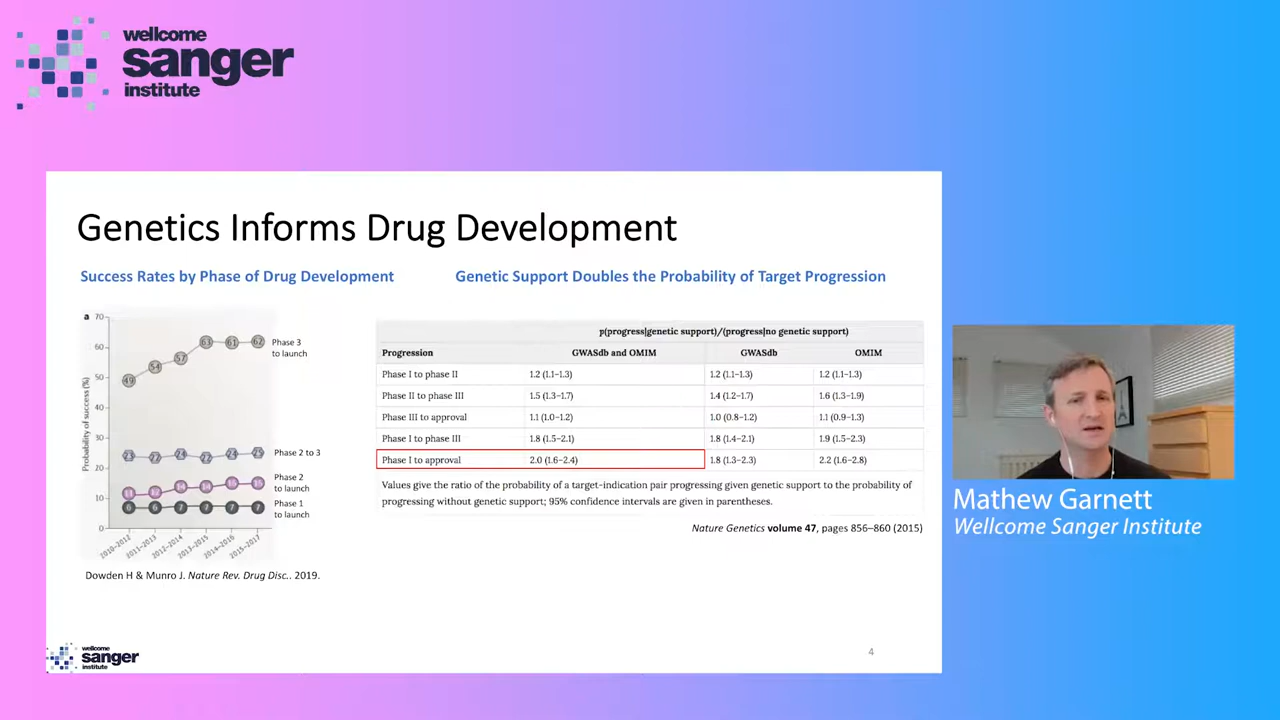 wellcome
sanger
institute
Genetics Informs Drug Development
Success Rates by Phase of Drug Development
Genetic Support Doubles the Probability of Target Progression
a
Probability of success (%)
70
60
50
40
30
20
10
0
49 54 57 63 61 62
Phase 3
to launch
23 24 24 25
Phase 2 to 3
11 14 14 15
Phase 2
to launch
6 6 7 7 7 7
Phase 1
to launch
2010–2012 2011–2013 2012–2014 2013–2015 2014–2016 2015–2017
Dowden H & Munro J. Nature Rev. Drug Disc.. 2019.
p(progress|genetic support)/(progress|no genetic support)
Progression GWASdb and OMIM GWASdb OMIM
Phase I to phase II 1.2 (1.1–1.3) 1.2 (1.1–1.3) 1.2 (1.1–1.3)
Phase II to phase III 1.5 (1.3–1.7) 1.4 (1.2–1.7) 1.6 (1.3–1.9)
Phase III to approval 1.1 (1.0–1.2) 1.0 (0.8–1.2) 1.1 (0.9–1.3)
Phase I to phase III 1.8 (1.5–2.1) 1.8 (1.4–2.1) 1.9 (1.5–2.3)
Phase I to approval 2.0 (1.6–2.4) 1.8 (1.3–2.3) 2.2 (1.6–2.8)
Values give the ratio of the probability of a target-indication pair progressing given genetic support to the probability of
progressing without genetic support; 95% confidence intervals are given in parentheses.
Nature Genetics volume 47, pages 856–860 (2015)
Mathew Garnett
Wellcome Sanger Institute
wellcome
sanger
institute
4